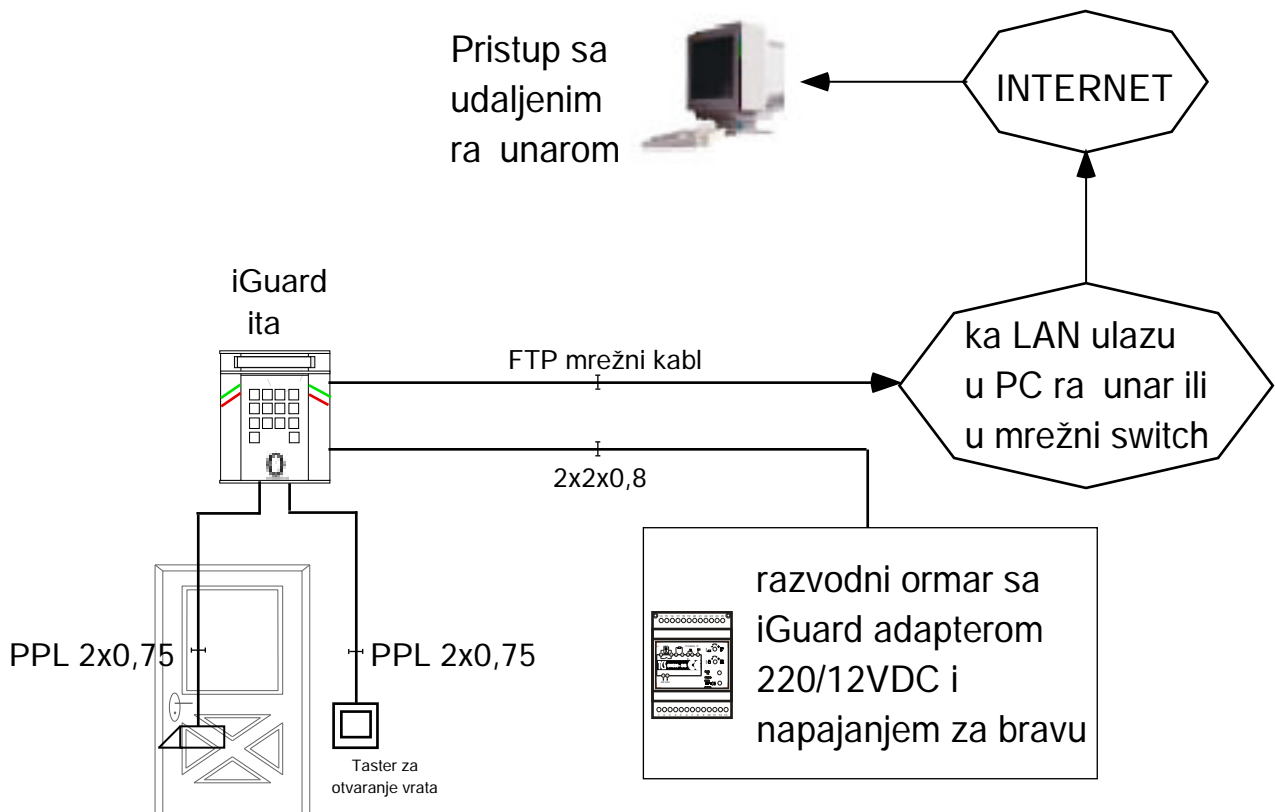 Pristup sa
udaljenim
ra unarom
INTERNET
iGuard
ita
FTP mrežni kabl
ka LAN ulazu
u PC ra unar ili
u mrežni switch
2x2x0,8
razvodni ormar sa
iGuard adapterom
220/12VDC i
napajanjem za bravu
PPL 2x0,75
PPL 2x0,75
Taster za
otvaranje vrata